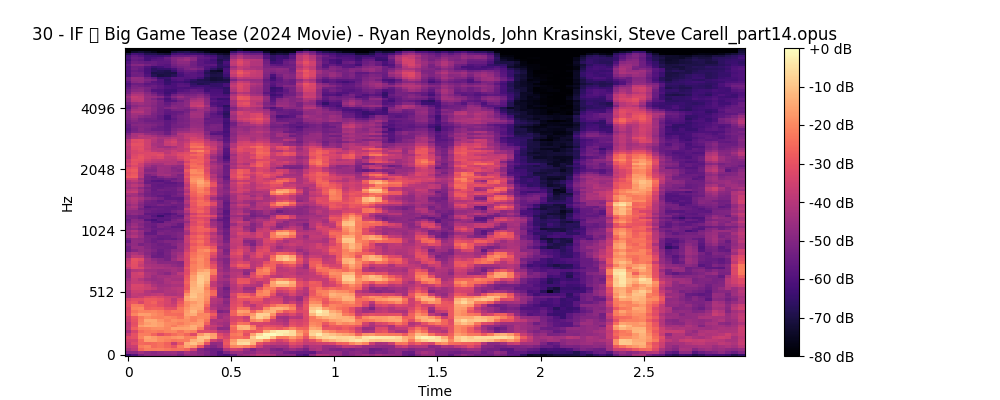 30 - IF  Big Game Tease (2024 Movie) - Ryan Reynolds, John Krasinski, Steve Carell_part14.opus
+0 dB
-10 dB
-20 dB
-30 dB
-40 dB
-50 dB
-60 dB
-70 dB
-80 dB
4096
2048
1024
512
0
Hz
0
0.5
1
1.5
2
2.5
Time